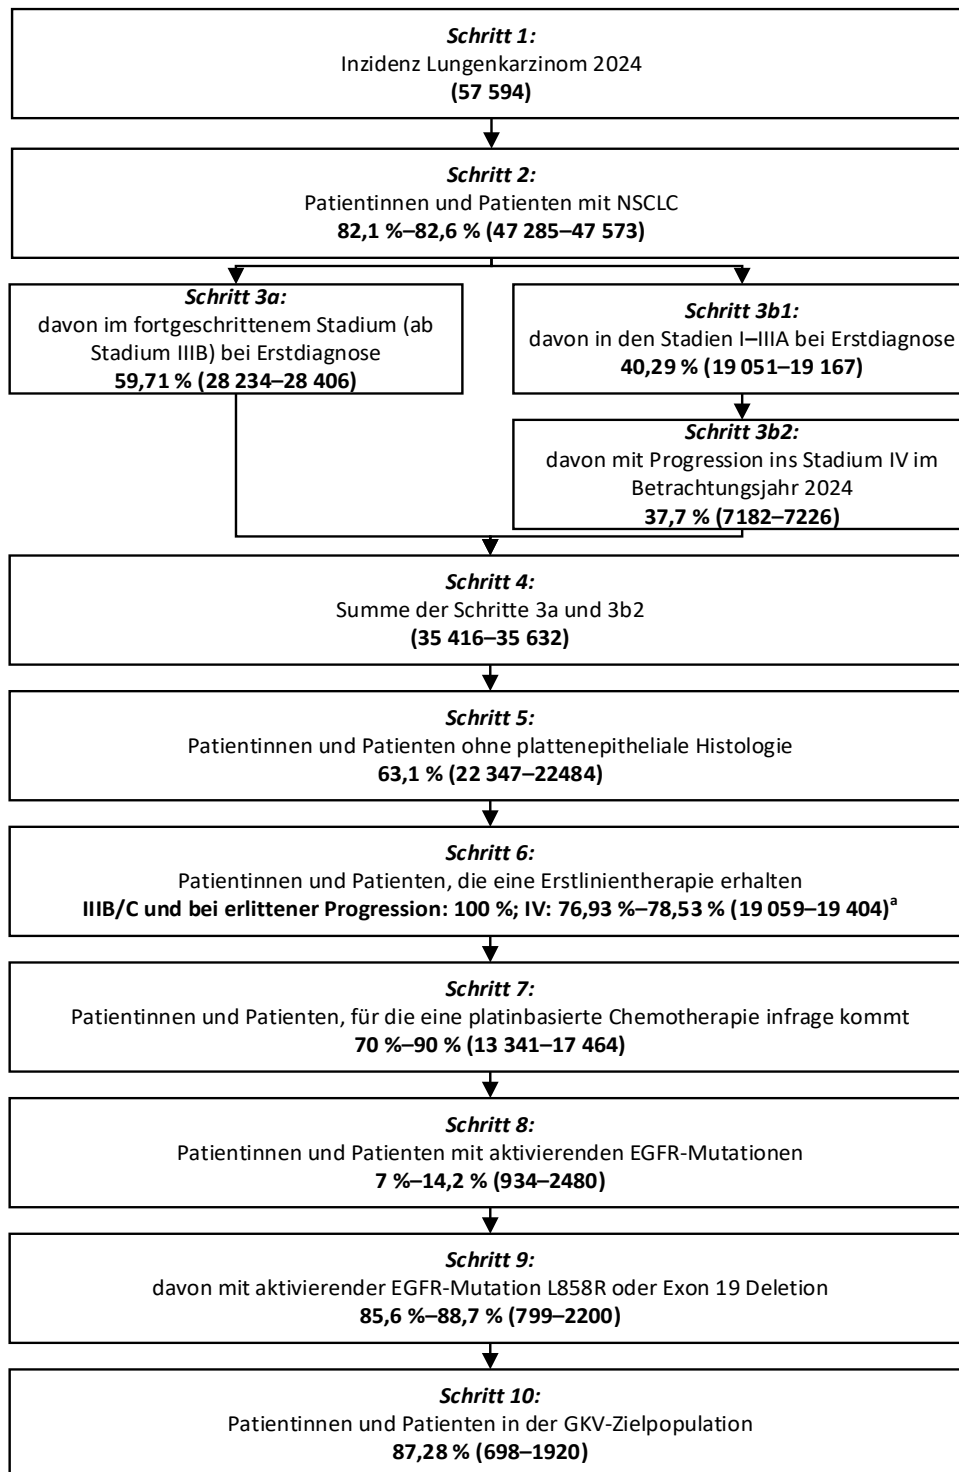 Schritt 1:
Inzidenz Lungenkarzinom 2024
(57 594)
Schritt 2:
Patientinnen und Patienten mit NSCLC
82,1 %–82,6 % (47 285–47 573)
Schritt 3a:
davon im fortgeschrittenem Stadium (ab
Stadium IIIB) bei Erstdiagnose
59,71 % (28 234–28 406)
Schritt 3b1:
davon in den Stadien I–IIIA bei Erstdiagnose
40,29 % (19 051–19 167)
Schritt 3b2:
davon mit Progression ins Stadium IV im
Betrachtungsjahr 2024
37,7 % (7182–7226)
Schritt 4:
Summe der Schritte 3a und 3b2
(35 416–35 632)
Schritt 5:
Patientinnen und Patienten ohne plattenepitheliale Histologie
63,1 % (22 347–22484)
Schritt 6:
Patientinnen und Patienten, die eine Erstlinientherapie erhalten
IIIB/C und bei erlittener Progression: 100 %; IV: 76,93 %–78,53 % (19 059–19 404)a
Schritt 7:
Patientinnen und Patienten, für die eine platinbasierte Chemotherapie infrage kommt
70 %–90 % (13 341–17 464)
Schritt 8:
Patientinnen und Patienten mit aktivierenden EGFR-Mutationen
7 %–14,2 % (934–2480)
Schritt 9:
davon mit aktivierender EGFR-Mutation L858R oder Exon 19 Deletion
85,6 %–88,7 % (799–2200)
Schritt 10:
Patientinnen und Patienten in der GKV-Zielpopulation
87,28 % (698–1920)